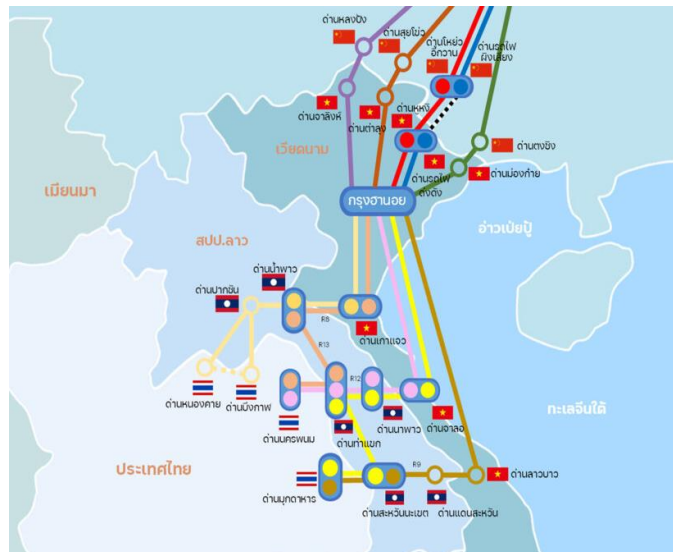 ด่านหลงปัง
ด่านสุยโข่ว
ด่านโหย่ว
อีกวาน
ด่านรถไฟ
ผิงเสียง
ด่านจาลิงห์
ด่านต่าลุง
ด่านหูหงิ
ด่านตงซิง
ด่านม่องก๋าย
ด่านรถไฟ
ด่งดัง
เวียดนาม
เมียนมา
กรุงฮานอย
อ่าวเป่ยปู้
สปป.ลาว
ด่านน้ำพาว
ด่านปากซัน
R8
ด่านเกาแจว
R13
R12
ด่านหนองคาย
ด่านบึงกาฬ
ด่านนครพนม
ด่านท่าแขก
ด่านนาพาว
ด่านจาลอ
ทะเลจีนใต้
ประเทศไทย
R9
ด่านลาวบาว
ด่านมุกดาหาร
ด่านสะหวันนะเขต
ด่านแดนสะหวัน